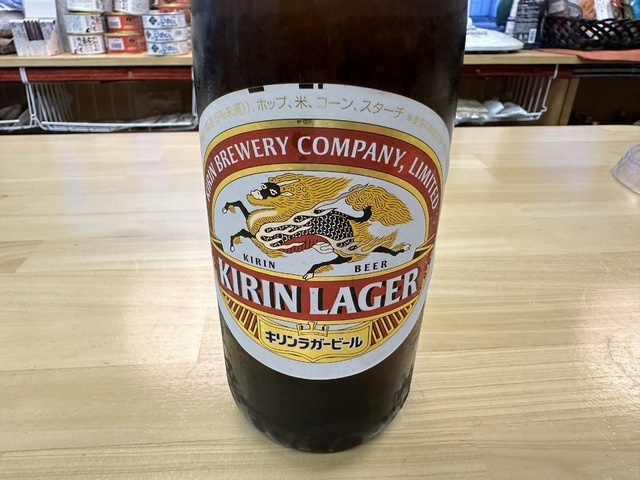 ホップ、米、コーン、スターチ
KIRIN BREWERY COMPANY, LIMITED
KIRIN BEER
KIRIN LAGER
キリンラガービール